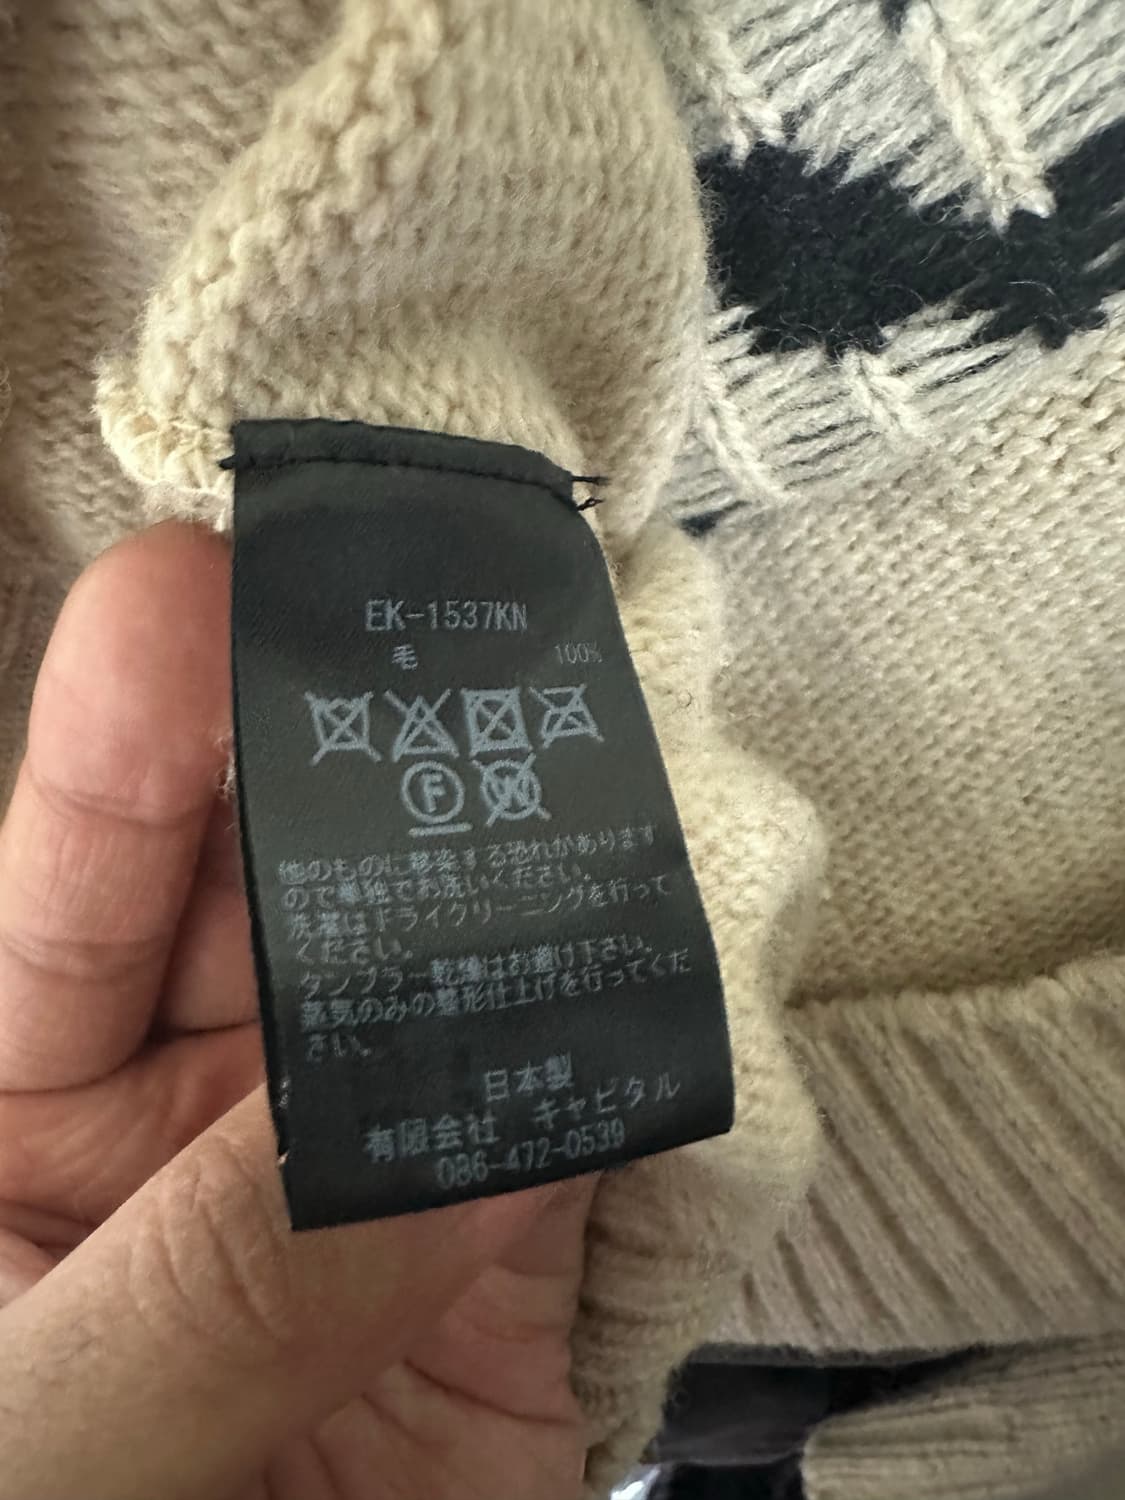 EK-1537KN
毛 100%
F W
他のものに移染する恐れがあります
ので単独でお洗いください。
洗濯はドライクリーニングを行って
ください。
タンブラー乾燥はお避け下さい。
蒸気のみの整形仕上げを行ってくだ
さい。
日本製
有限会社 キャピタル
086-472-0539